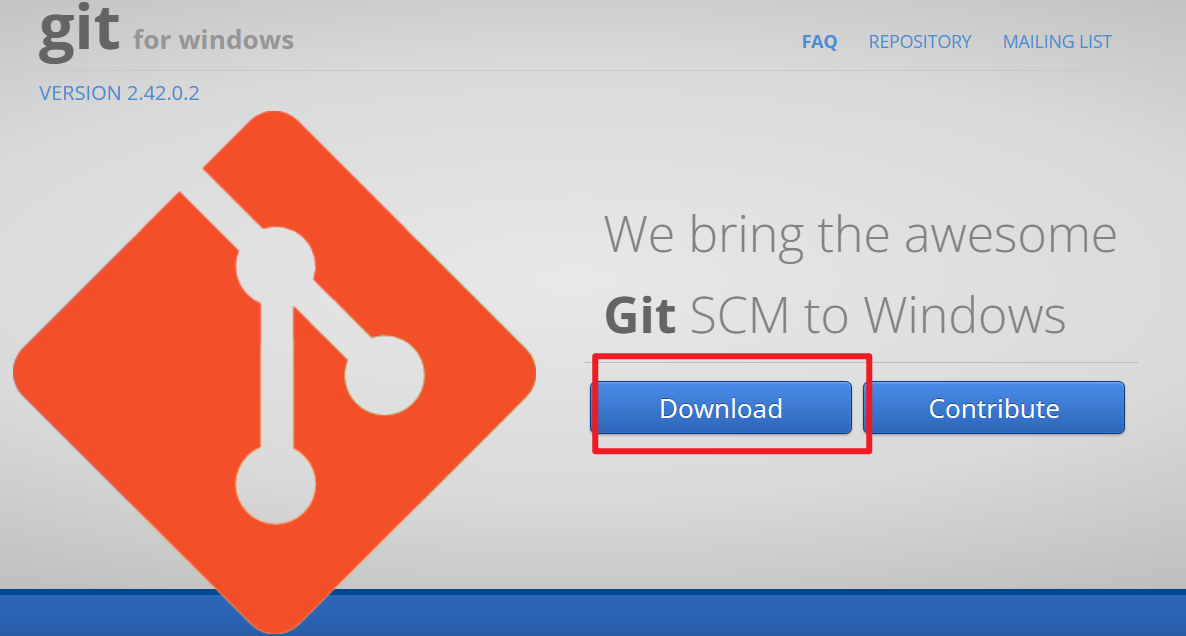 git for windows
FAQ REPOSITORY MAILING LIST
VERSION 2.42.0.2
We bring the awesome
Git SCM to Windows
Download Contribute